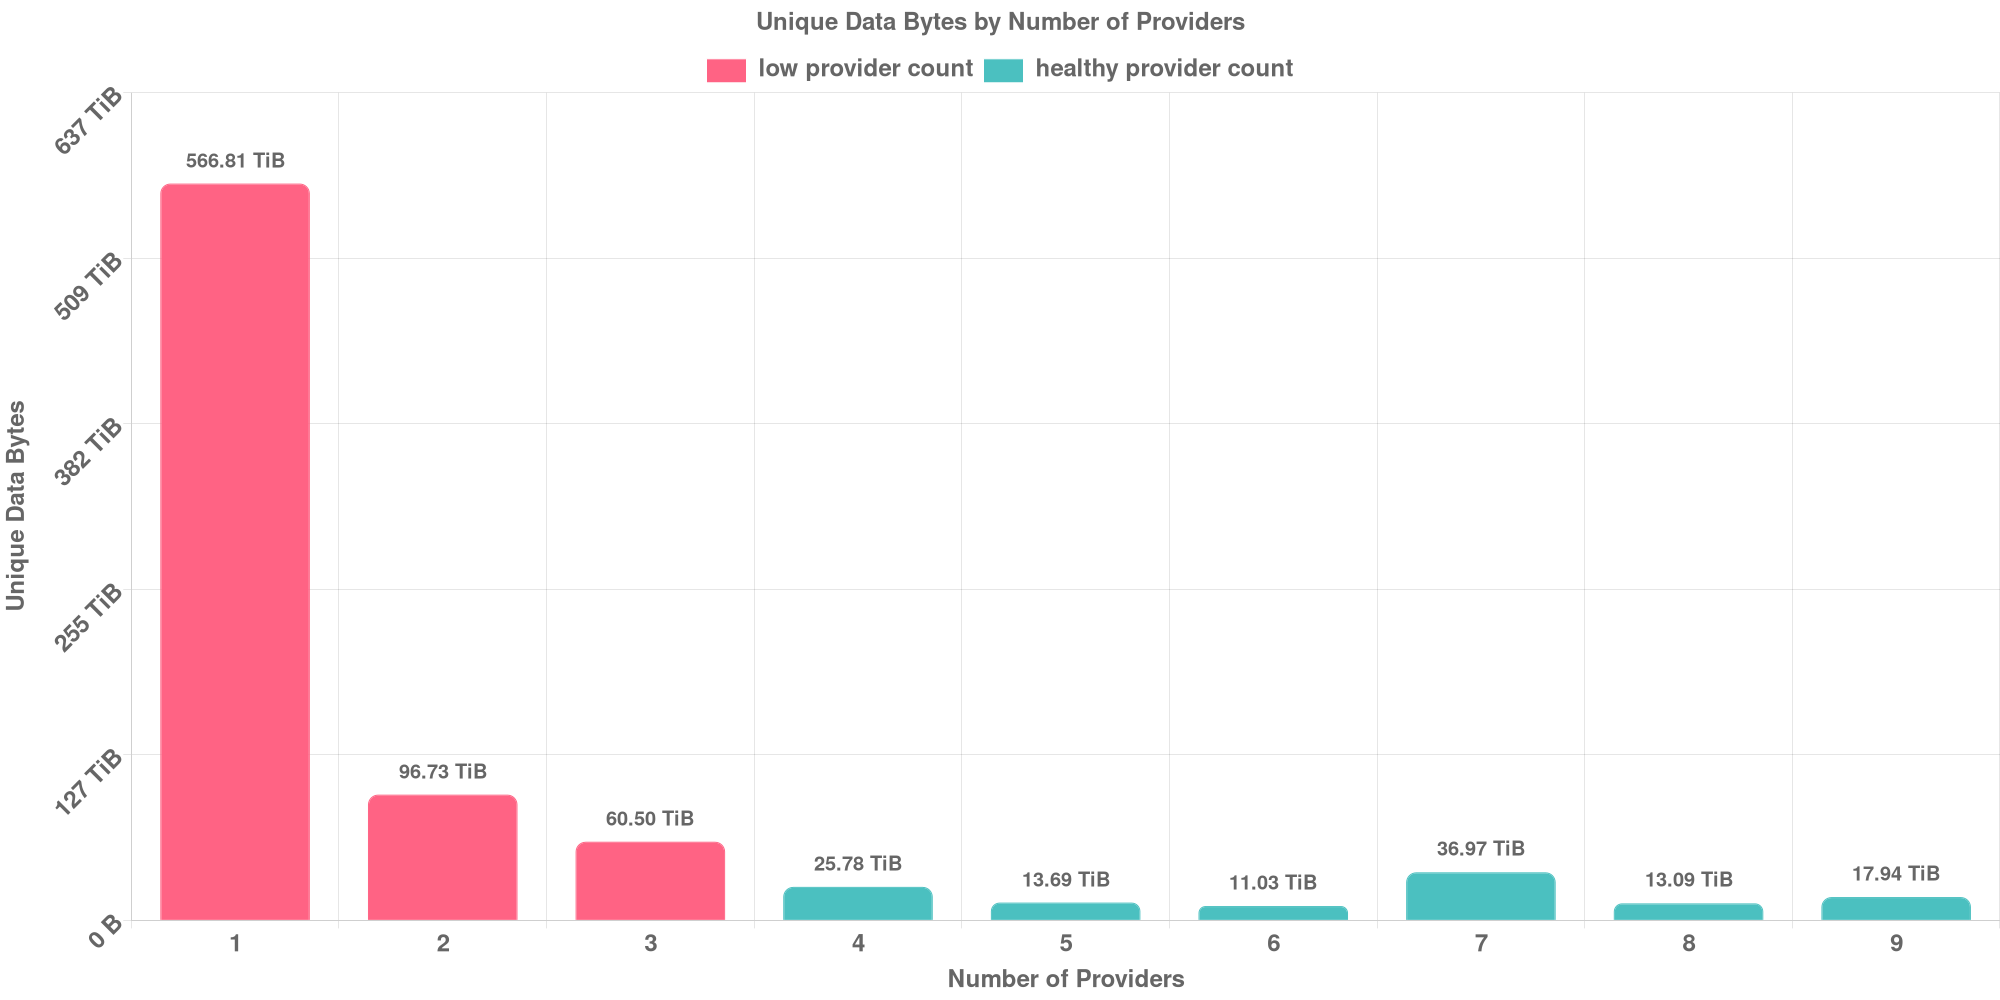 Unique Data Bytes by Number of Providers
low provider count healthy provider count
637 TiB
509 TiB
382 TiB
255 TiB
127 TiB
0 B
Unique Data Bytes
566.81 TiB
96.73 TiB
60.50 TiB
25.78 TiB
13.69 TiB
11.03 TiB
36.97 TiB
13.09 TiB
17.94 TiB
1 2 3 4 5 6 7 8 9
Number of Providers